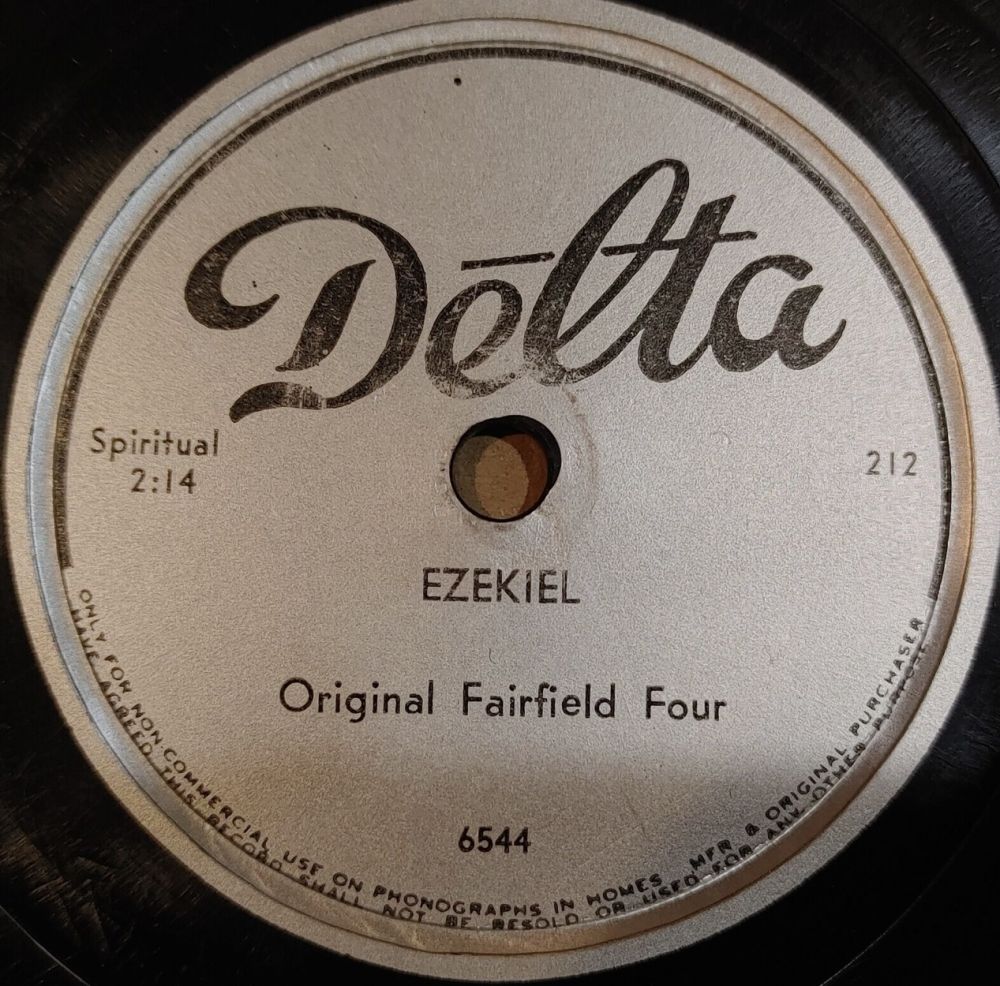 Delta
Spiritual
2:14
212
EZEKIEL
Original Fairfield Four
6544
ONLY FOR NON COMMERCIAL USE ON PHONOGRAPHS IN HOMES MFR & ORIGINAL PURCHASER
HAVE AGREED THIS RECORD SHALL NOT BE RESOLD OR USED FOR ANY OTHER PURPOSE